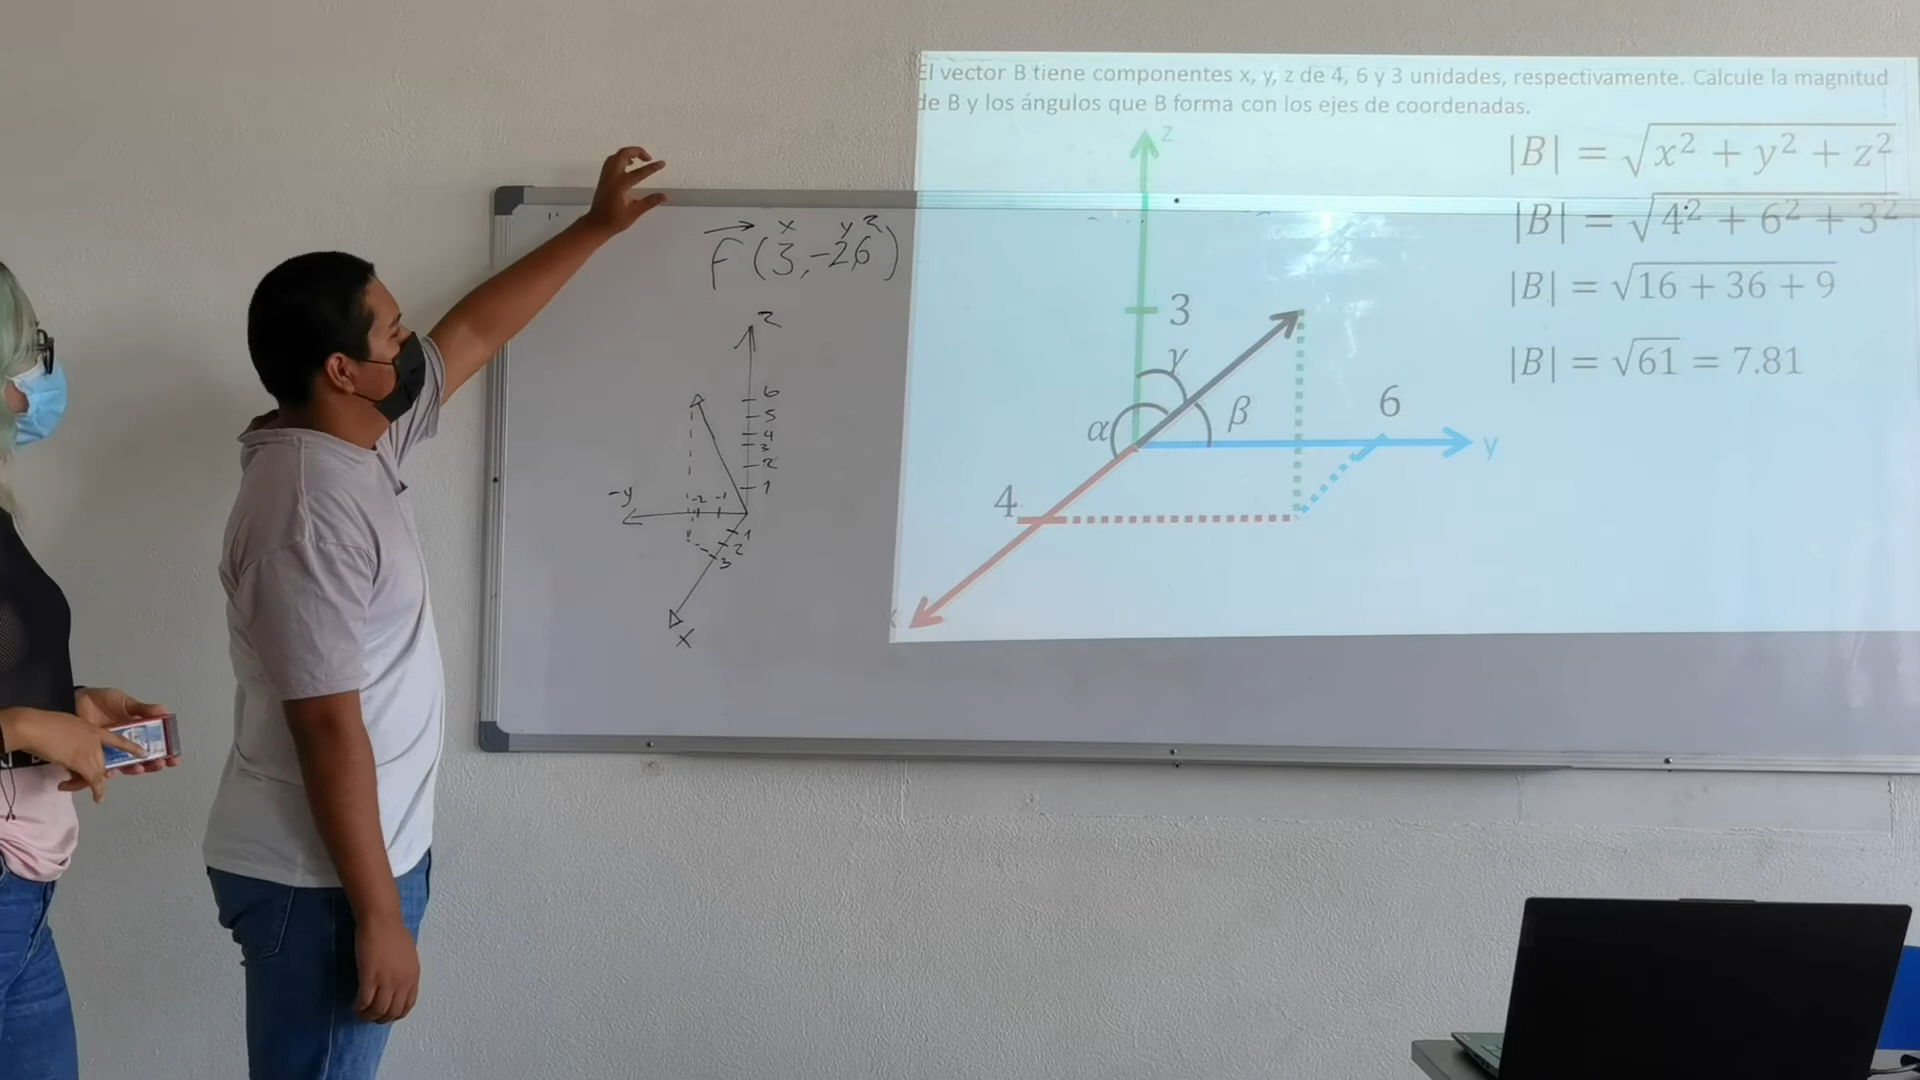 El vector B tiene componentes x, y, z de 4, 6 y 3 unidades, respectivamente. Calcule la magnitud
de B y los ángulos que B forma con los ejes de coordenadas.
|B| = √x² + y² + z²
|B| = √4² + 6² + 3²
|B| = √16 + 36 + 9
|B| = √61 = 7.81
z
3
γ
α
β
6
y
4
x
x y z
F (3,-26)
z
6
5
4
3
2
1
-y
-2 -1
1
2
3
x